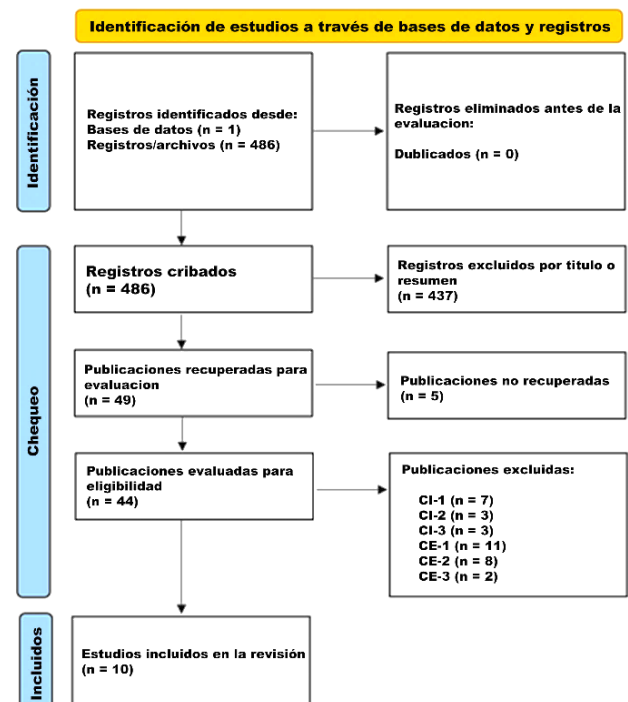 Identificación de estudios a través de bases de datos y registros
Identificación
Registros identificados desde:
Bases de datos (n = 1)
Registros/archivos (n = 486)
Registros eliminados antes de la
evaluacion:
Dublicados (n = 0)
Chequeo
Registros cribados
(n = 486)
Registros excluidos por titulo o
resumen
(n = 437)
Publicaciones recuperadas para
evaluacion
(n = 49)
Publicaciones no recuperadas
(n = 5)
Publicaciones evaluadas para
eligibilidad
(n = 44)
Publicaciones excluidas:
CI-1 (n = 7)
CI-2 (n = 3)
CI-3 (n = 3)
CE-1 (n = 11)
CE-2 (n = 8)
CE-3 (n = 2)
Incluidos
Estudios incluidos en la revisión
(n = 10)